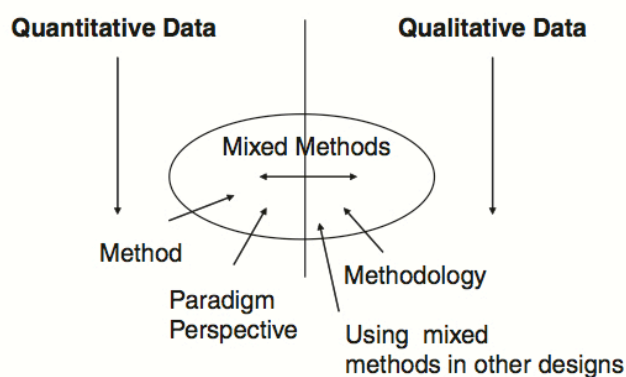 Quantitative Data
Qualitative Data
Mixed Methods
Method
Methodology
Paradigm
Perspective
Using mixed
methods in other designs